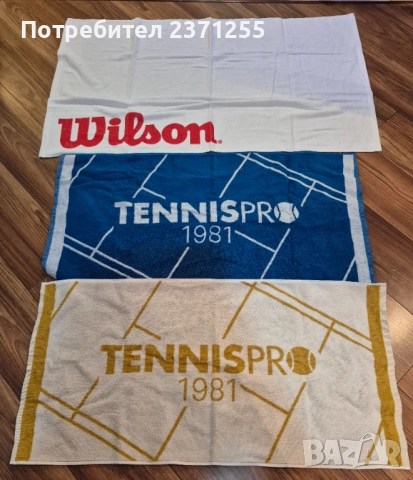 Потребител 2371255
Wilson.
TENNISPRO
1981
TENNISPRO
1981
BAZAR